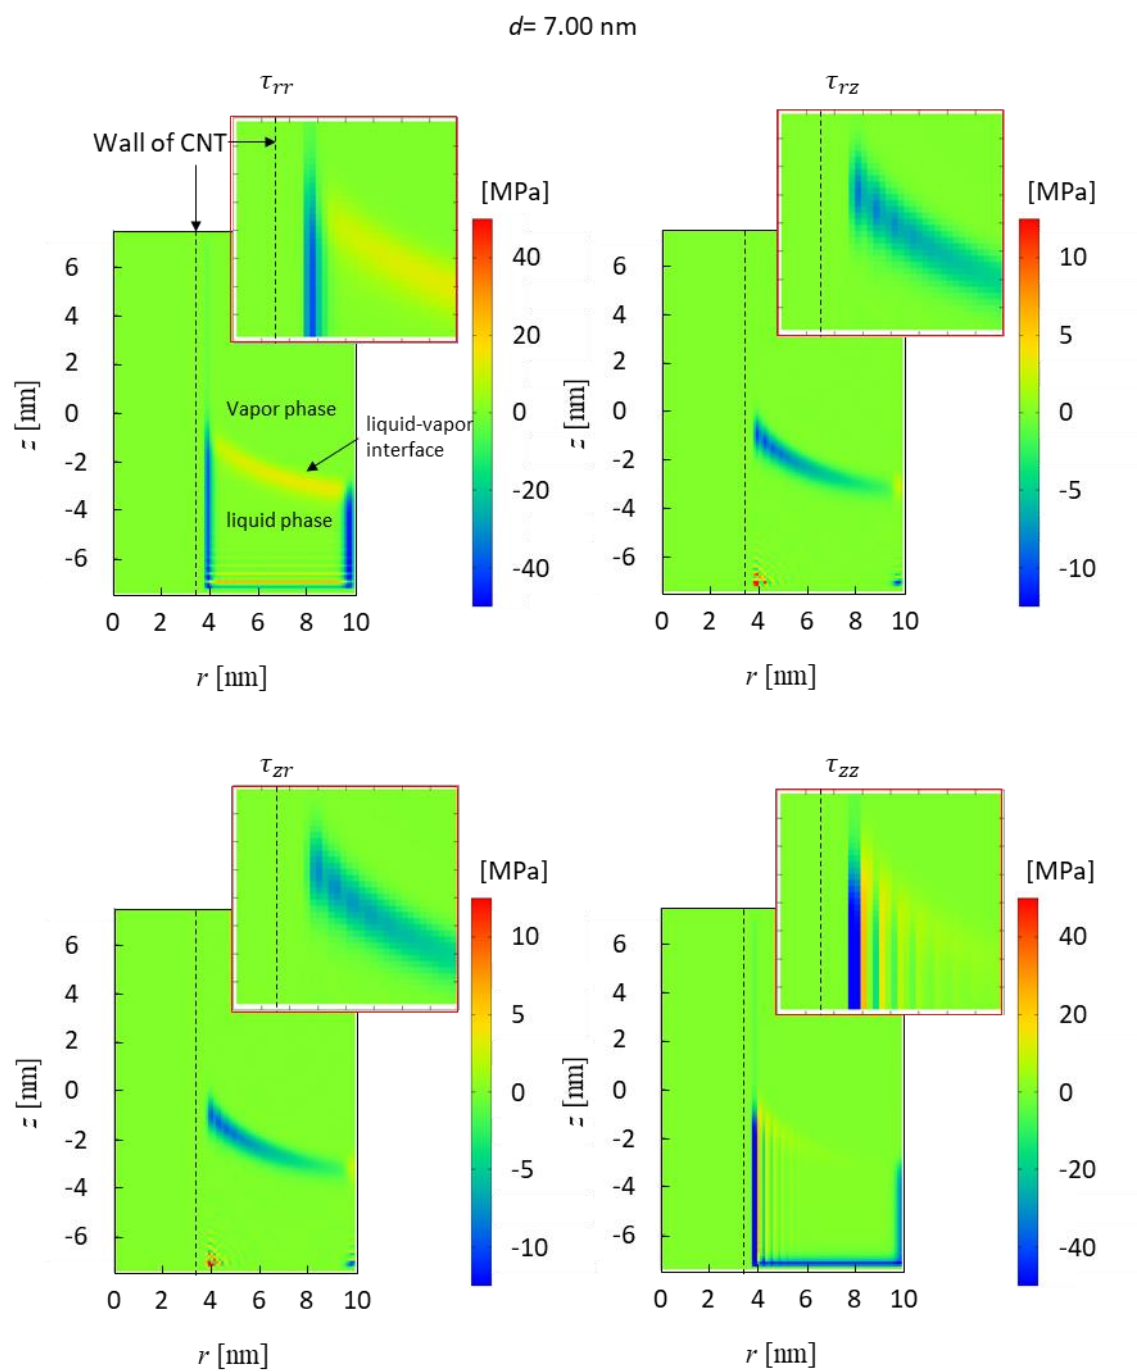 d= 7.00 nm
τrr
Wall of CNT
[MPa]
40
20
0
-20
-40
6
4
2
0
-2
-4
-6
z [nm]
Vapor phase
liquid-vapor
interface
liquid phase
0 2 4 6 8 10
r [nm]
τrz
[MPa]
10
5
0
-5
-10
6
4
2
0
-2
-4
-6
z [nm]
0 2 4 6 8 10
r [nm]
τzr
[MPa]
10
5
0
-5
-10
6
4
2
0
-2
-4
-6
z [nm]
0 2 4 6 8 10
r [nm]
τzz
[MPa]
40
20
0
-20
-40
6
4
2
0
-2
-4
-6
z [nm]
0 2 4 6 8 10
r [nm]